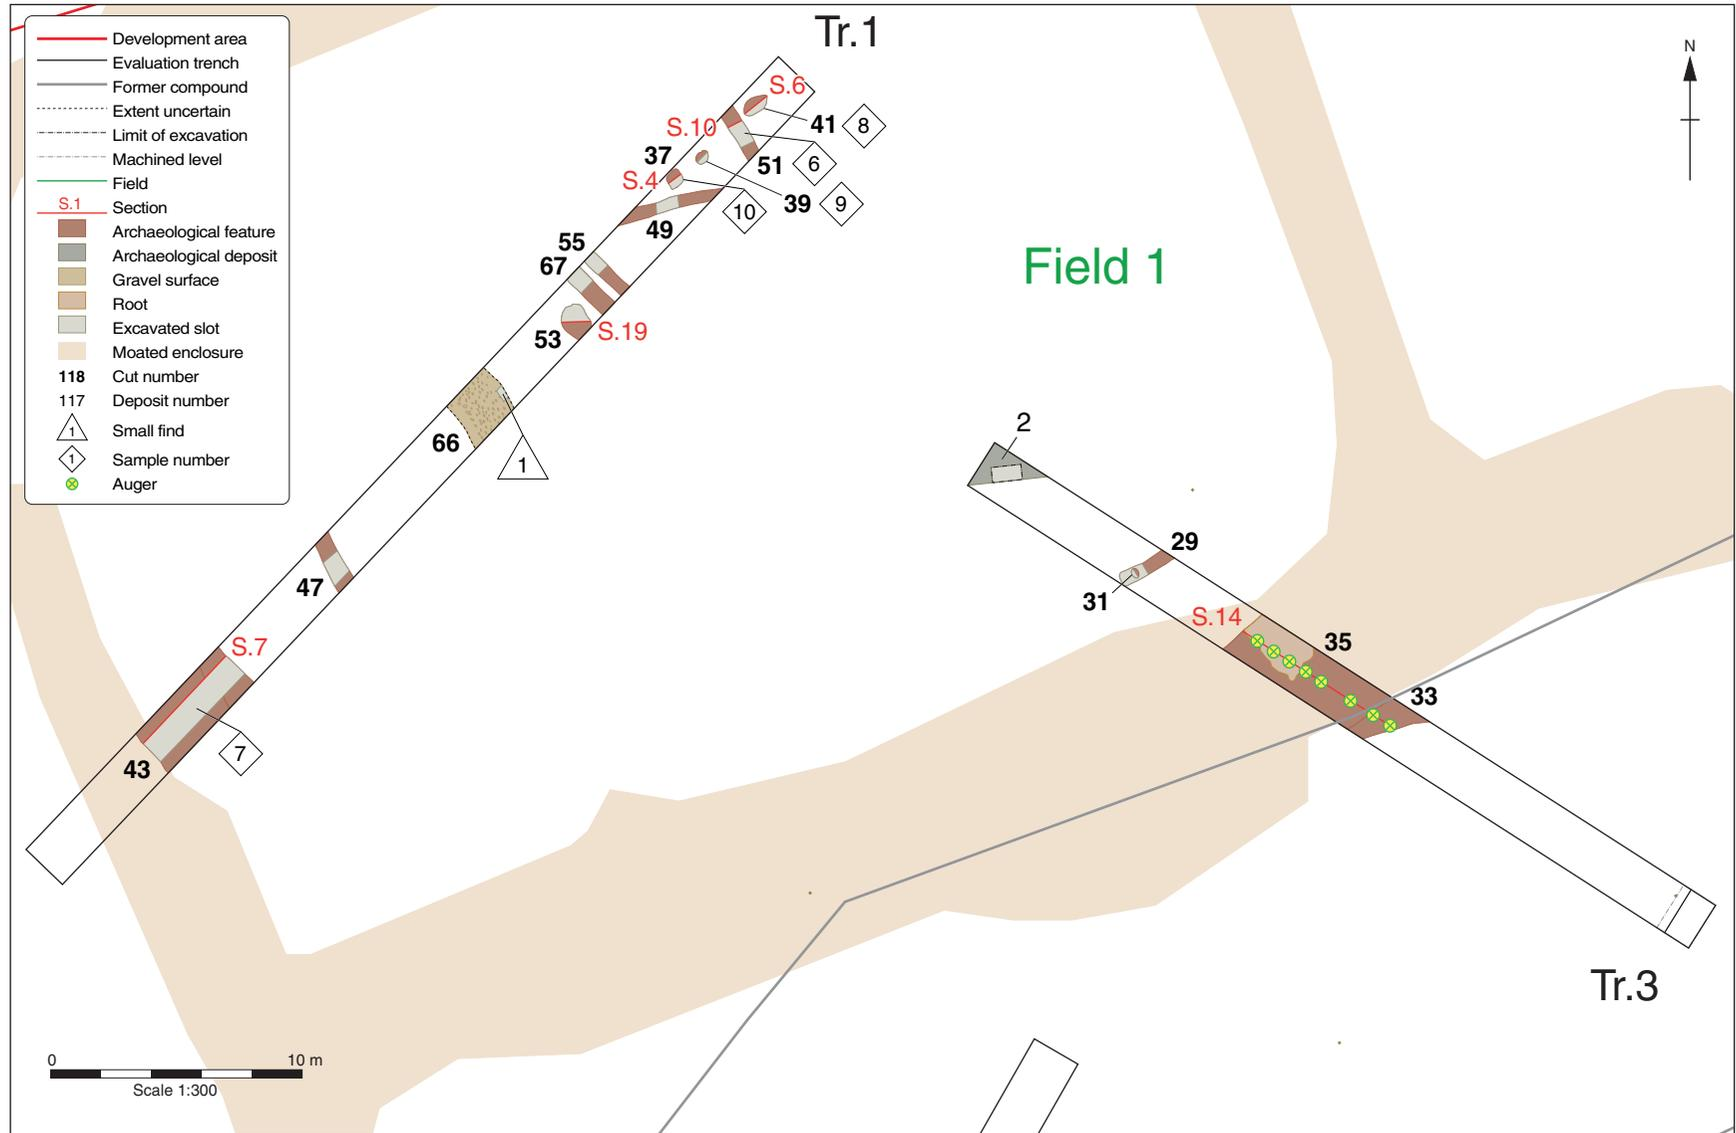 Development area
Evaluation trench
Former compound
Extent uncertain
Limit of excavation
Machined level
Field
S.1 Section
Archaeological feature
Archaeological deposit
Gravel surface
Root
Excavated slot
Moated enclosure
118 Cut number
117 Deposit number
1 Small find
1 Sample number
Auger
Tr.1
N
S.6
41 8
S.10
51 6
37
S.4
39 9
10
49
55
67
S.19
53
66
1
47
S.7
7
43
Field 1
2
29
31
S.14
35
33
Tr.3
0 10 m
Scale 1:300